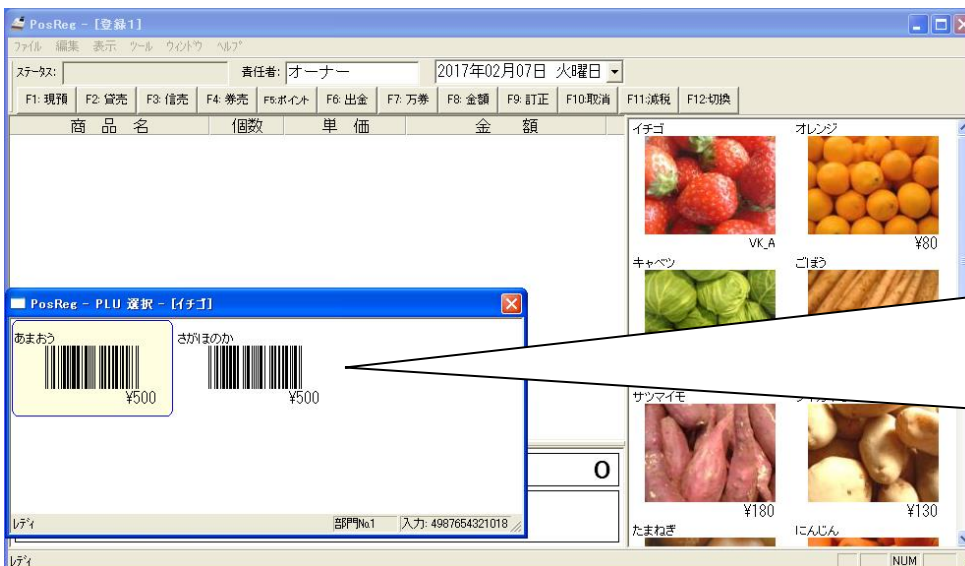 PosReg - [登録1]
ファイル 編集 表示 ツール ウィンドウ ヘルプ
ステータス: 責任者: オーナー 2017年02月07日 火曜日
F1: 現預 F2: 貸売 F3: 信売 F4: 券売 F5:ポイント F6: 出金 F7: 万券 F8: 金額 F9: 訂正 F10:取消 F11:減税 F12:切換
商 品 名 個数 単 価 金 額
イチゴ オレンジ
VK_A ¥80
キャベツ ごぼう
PosReg - PLU 選択 - [イチゴ]
あまおう さがほのか
¥500 ¥500
サツマイモ
0
¥180 ¥130
レディ 部門No.1 入力: 4987654321018
たまねぎ にんじん
レディ NUM